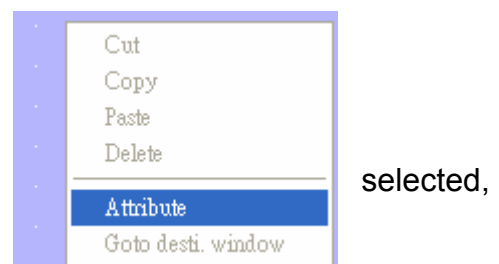 Cut
Copy
Paste
Delete
Attribute
selected,
Goto desti. window